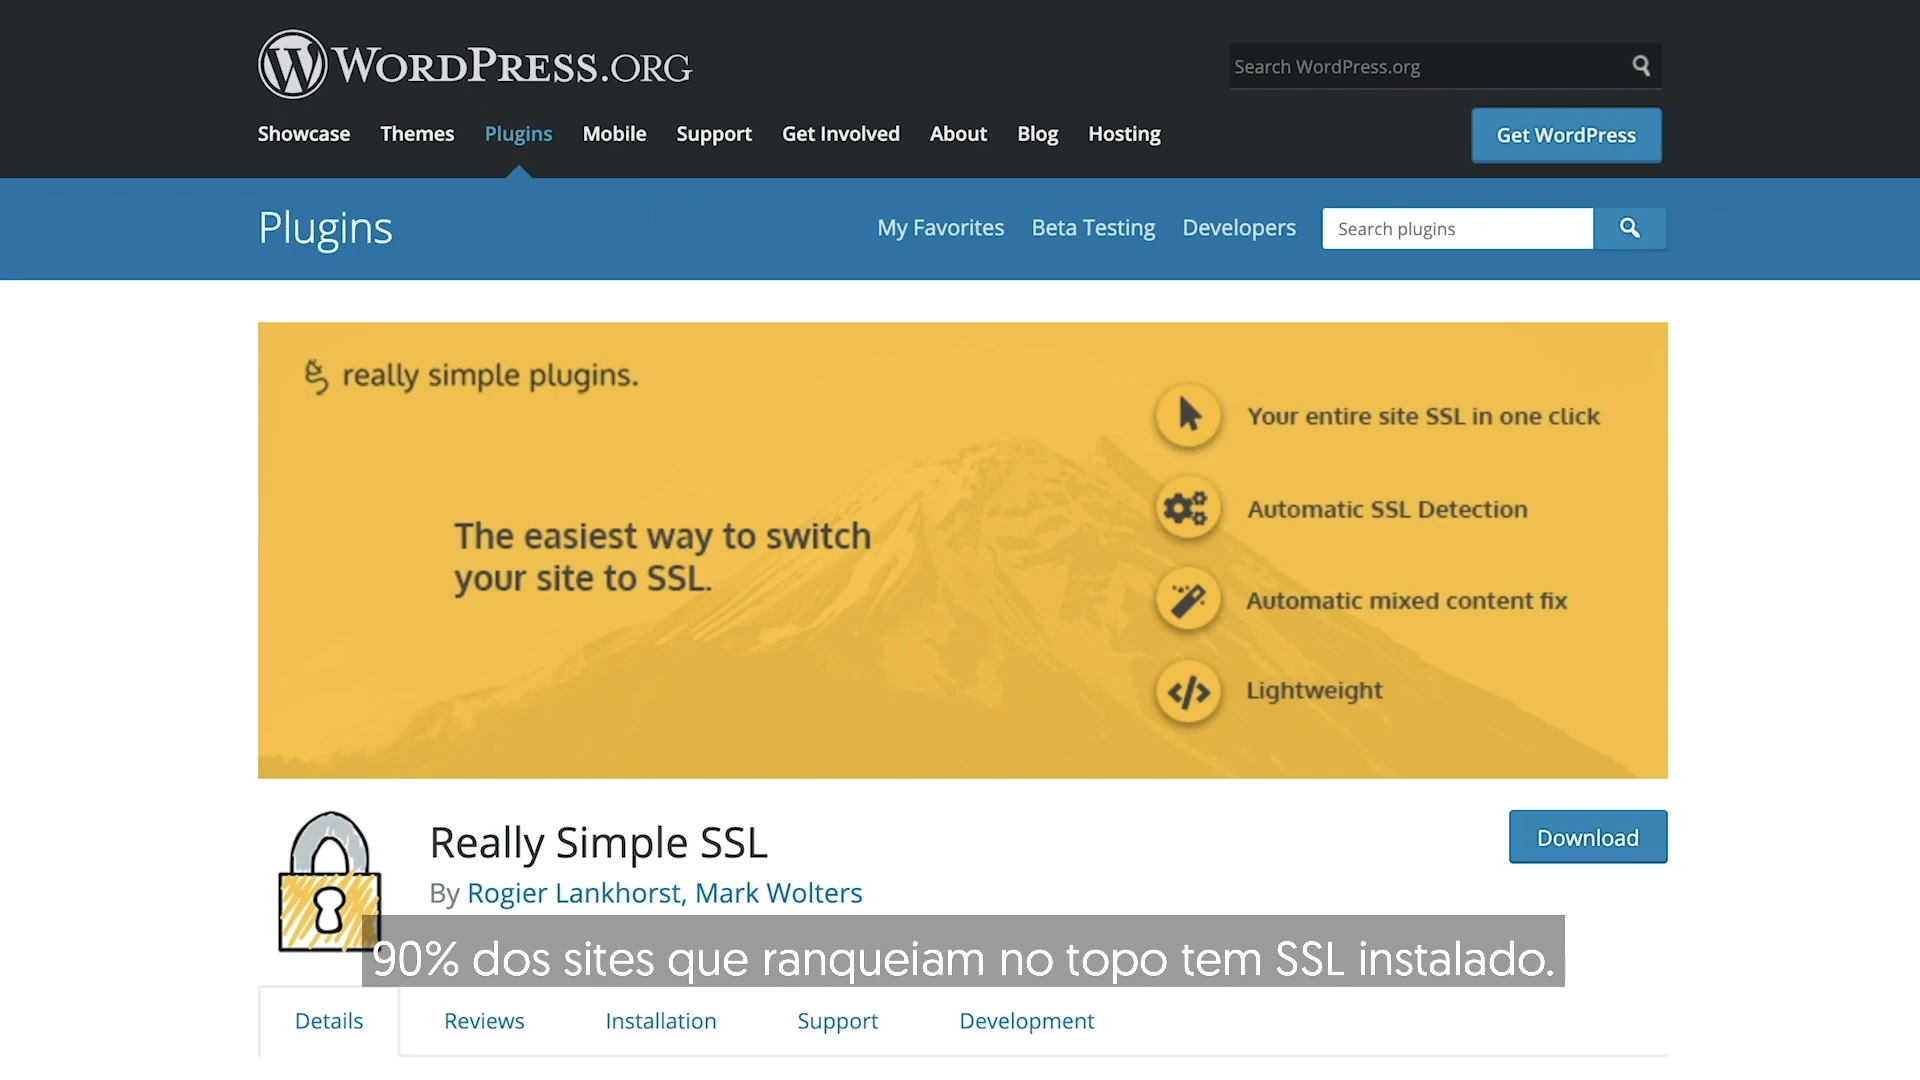 WORDPRESS.ORG
Search WordPress.org
Showcase Themes Plugins Mobile Support Get Involved About Blog Hosting
Get WordPress
Plugins
My Favorites Beta Testing Developers
Search plugins
really simple plugins.
The easiest way to switch
your site to SSL.
Your entire site SSL in one click
Automatic SSL Detection
Automatic mixed content fix
Lightweight
Really Simple SSL
By Rogier Lankhorst, Mark Wolters
Download
90% dos sites que ranqueiam no topo tem SSL instalado.
Details Reviews Installation Support Development